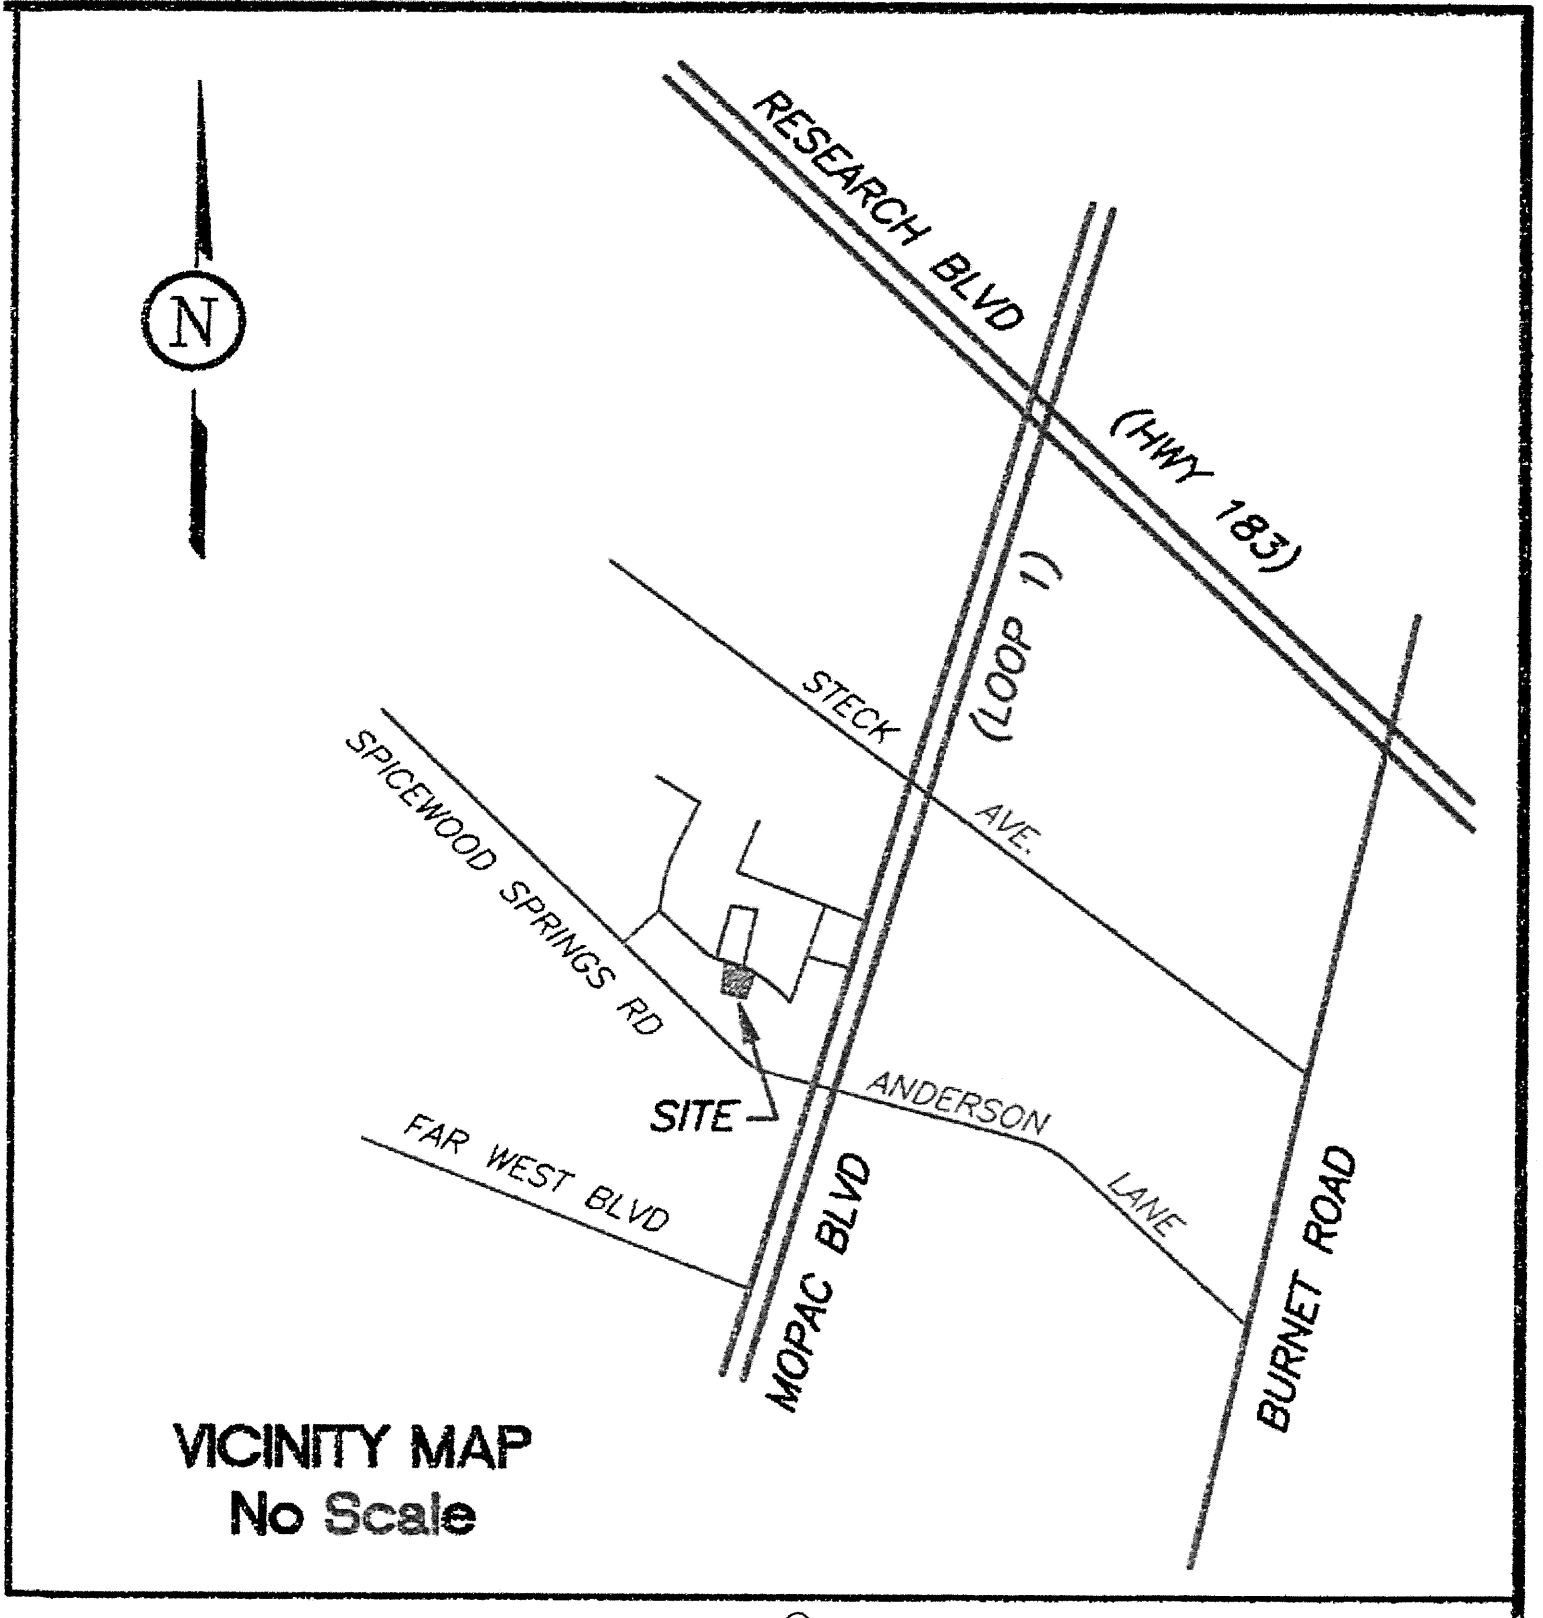 RESEARCH BLVD
(HWY 183)
N
(LOOP 1)
STECK
AVE.
SPICEWOOD SPRINGS RD
SITE
ANDERSON
LANE
FAR WEST BLVD
MOPAC BLVD
BURNET ROAD
VICINITY MAP
No Scale